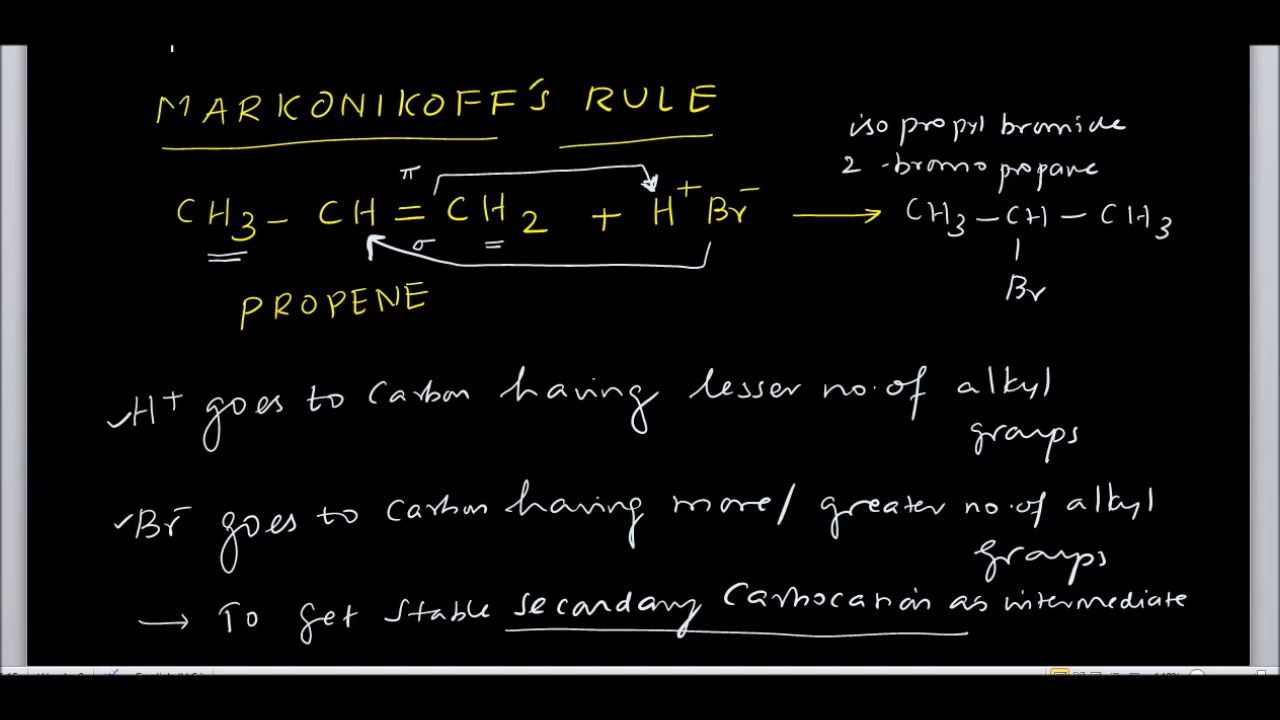 MARKONIKOFF'S RULE
iso propyl bromide
2-bromo propane
π
CH3 - CH = CH2 + H+ Br- → CH3 - CH - CH3
σ
Br
PROPENE
✓H+ goes to carbon having lesser no. of alkyl
groups
✓Br- goes to carbon having more/ greater no. of alkyl
groups
→ To get stable secondary Carbocation as intermediate